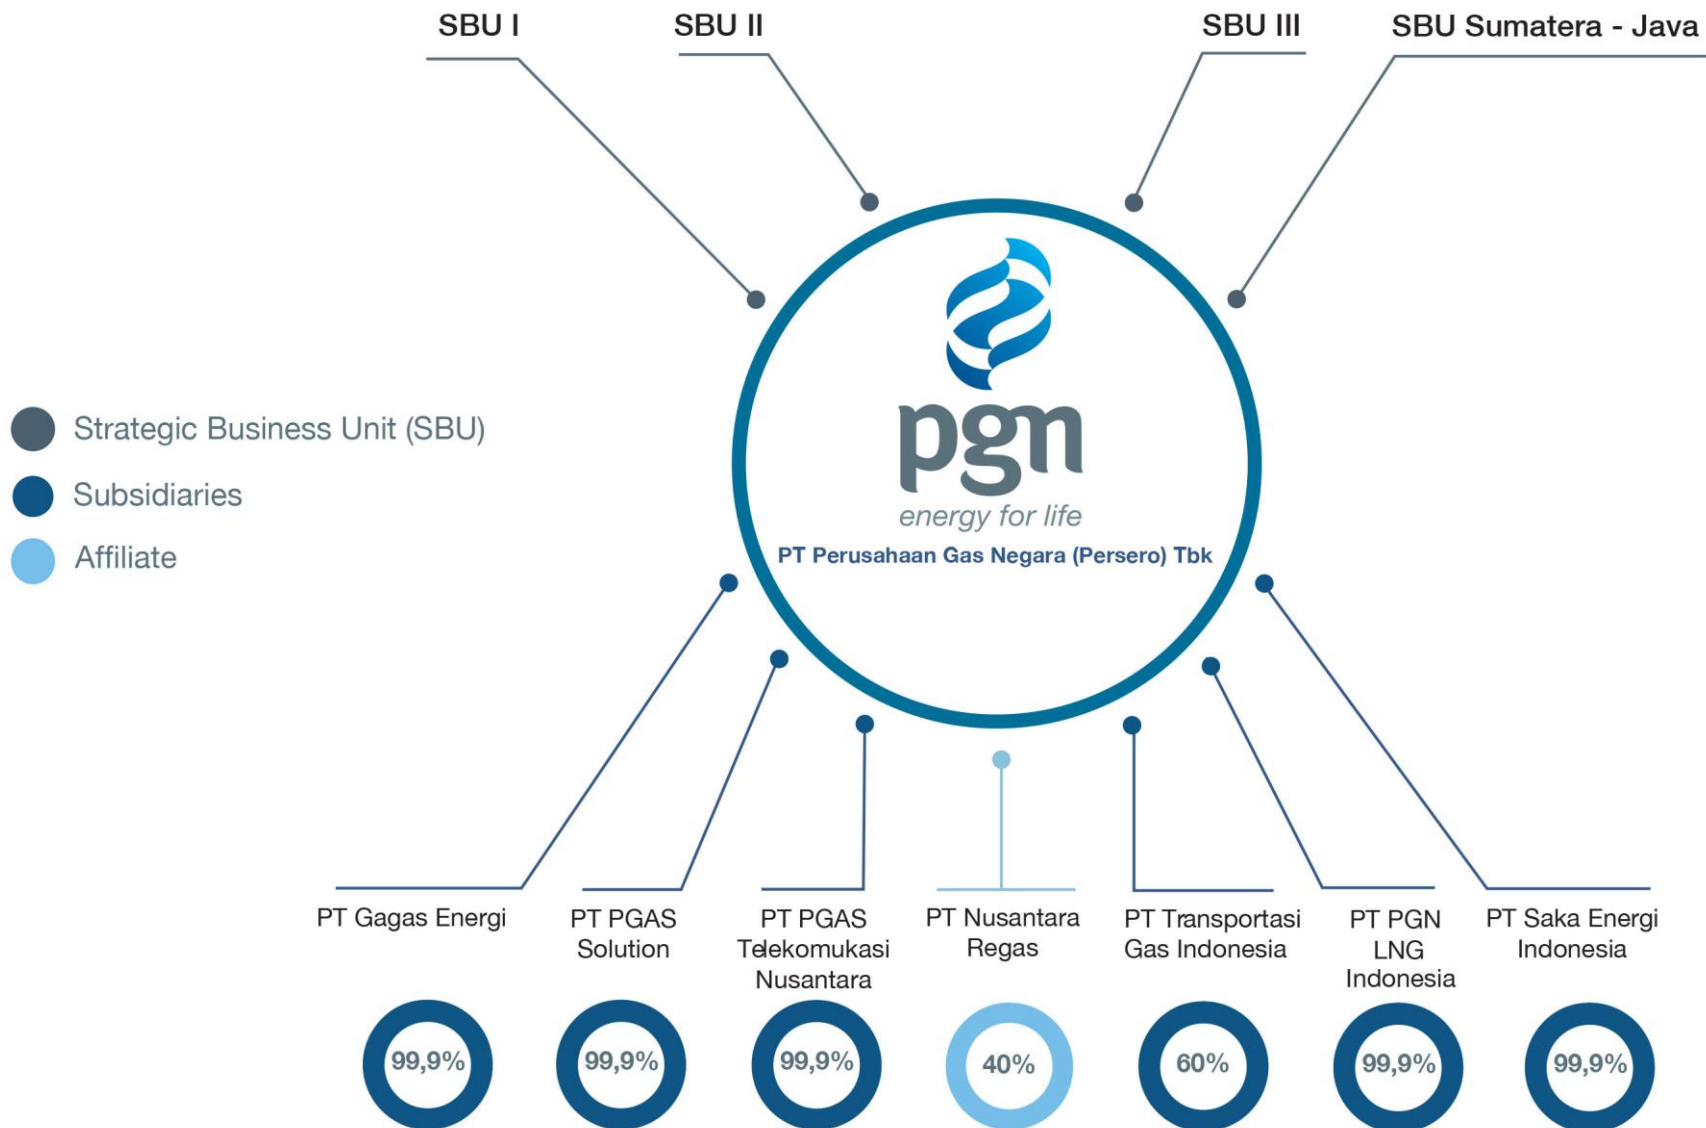 SBU I
SBU II
SBU III
SBU Sumatera - Java
pgn
energy for life
PT Perusahaan Gas Negara (Persero) Tbk
Strategic Business Unit (SBU)
Subsidiaries
Affiliate
PT Gagas Energi
PT PGAS
Solution
PT PGAS
Telekomukasi
Nusantara
PT Nusantara
Regas
PT Transportasi
Gas Indonesia
PT PGN
LNG
Indonesia
PT Saka Energi
Indonesia
99,9%
99,9%
99,9%
40%
60%
99,9%
99,9%